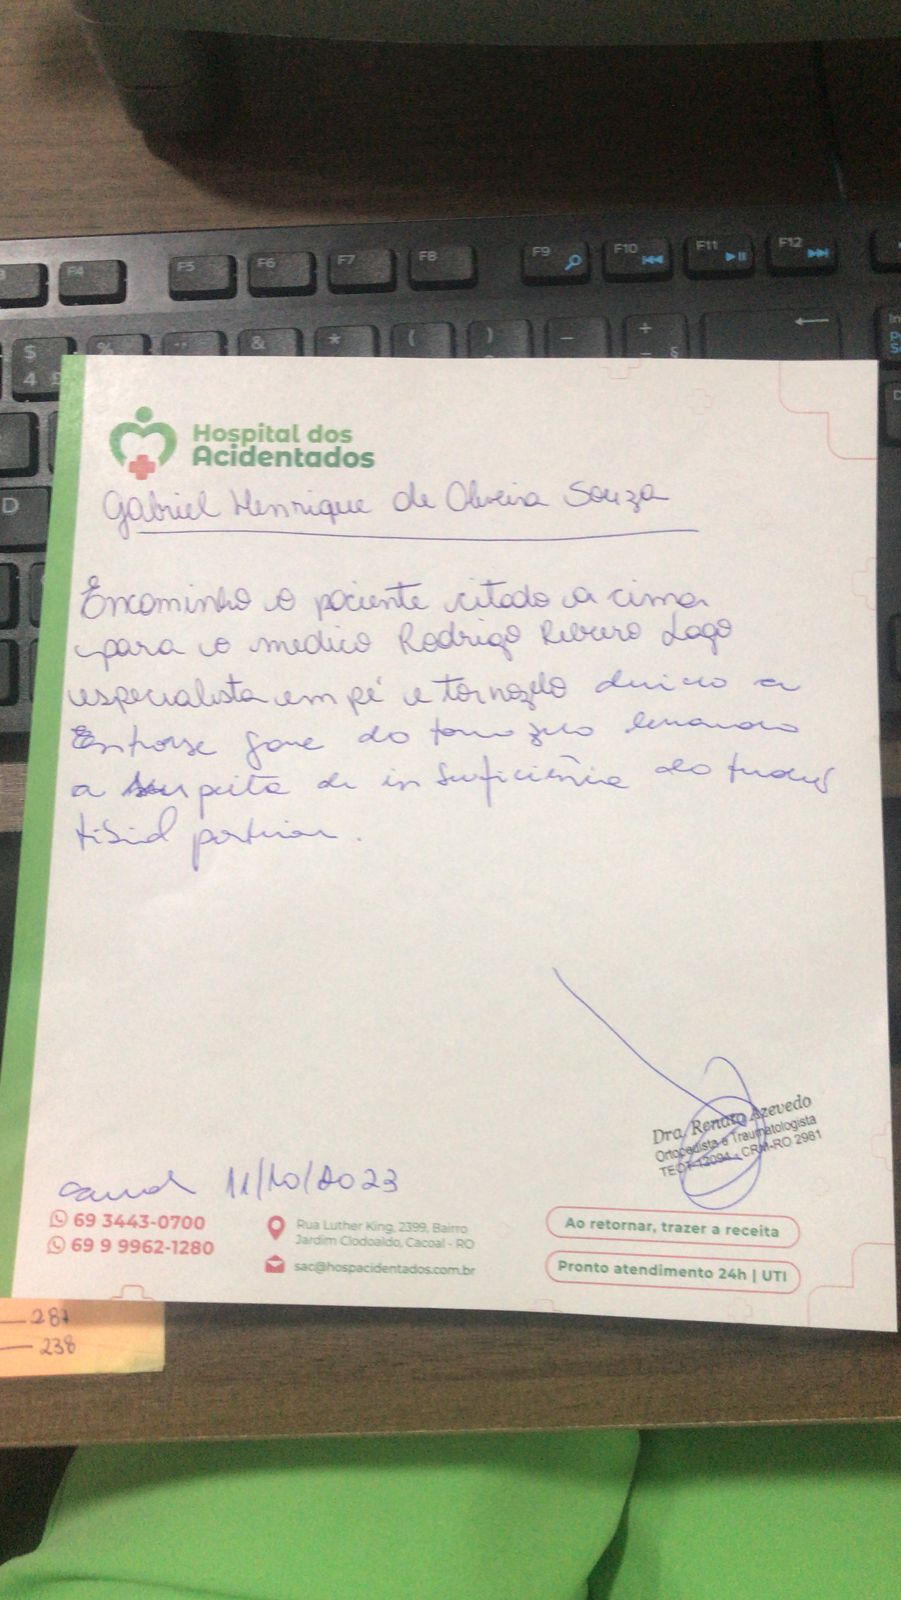 F4 F5 F6 F7 F8 F9 F10 F11 F12
$ 4 % & * ( ) - + §
D
Hospital dos
Acidentados
Gabriel Henrique de Oliveira Souza
Encaminho o paciente citado a cima
para o medico Rodrigo Ribeiro Lago
especialista em pé e tornozelo devido a
Entorse grave do tornozelo levando
a suspeita de insuficiência do tendão
tibial posterior.
Dra. Renato Azevedo
Ortopedista e Traumatologista
TEOT 12094 - CRM-RO 2981
Cacoal 11/10/2023
69 3443-0700
69 9 9962-1280
Rua Luther King, 2399, Bairro
Jardim Clodoaldo, Cacoal - RO
sac@hospacidentados.com.br
Ao retornar, trazer a receita
Pronto atendimento 24h | UTI
287
238